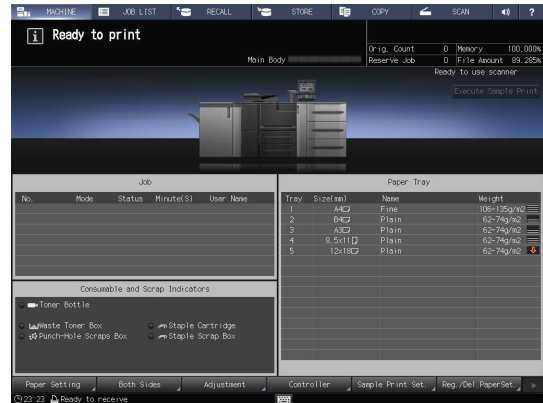 MACHINE JOB LIST RECALL STORE COPY SCAN ?
i Ready to print
Main Body
Orig. Count 0 Memory 100.000%
Reserve Job 0 File Amount 89.285%
Ready to use scanner
Execute Sample Print
Job
No. Mode Status Minute(S) User Name
Paper Tray
Tray Size(mm) Name Weight
1 A4 Fine 106-135g/m2
2 B4 Plain 62-74g/m2
3 A3 Plain 62-74g/m2
4 8.5x11 Plain 62-74g/m2
5 12x18 Plain 62-74g/m2
Consumable and Scrap Indicators
Toner Bottle
Waste Toner Box Staple Cartridge
Punch-Hole Scraps Box Staple Scrap Box
Paper Setting Both Sides Adjustment Controller Sample Print Set. Reg./Del.PaperSet.
23:23 Ready to receive